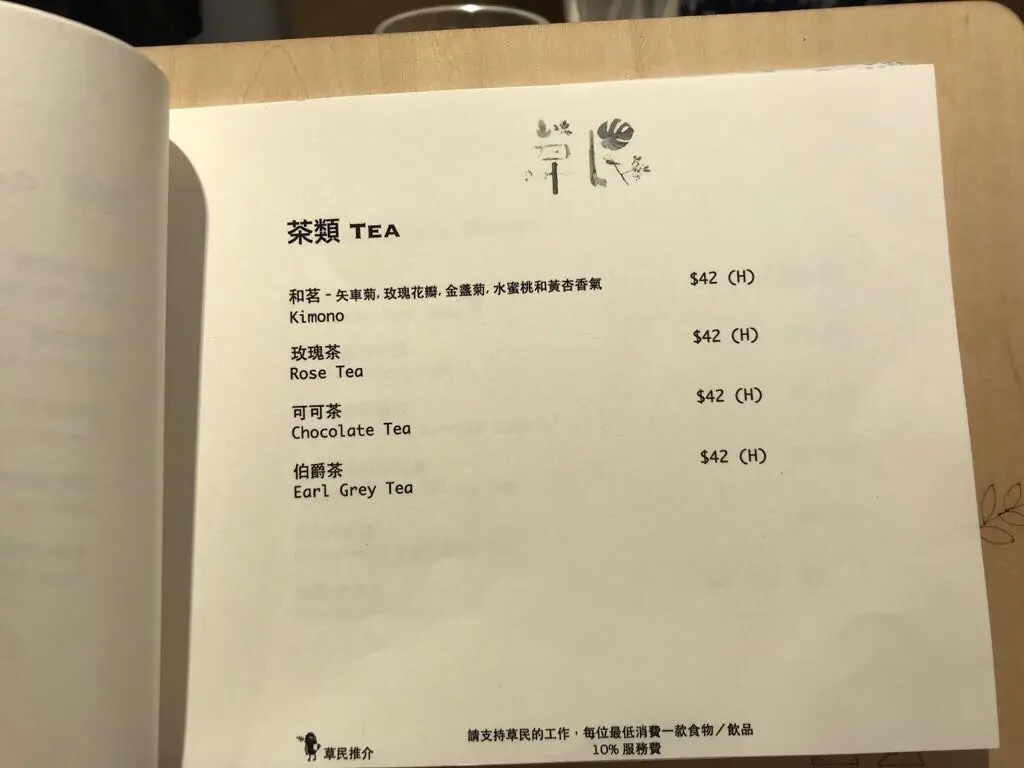 草民
茶類 TEA
和茗 - 矢車菊, 玫瑰花瓣, 金盞菊, 水蜜桃和黃杏香氣 $42 (H)
Kimono
玫瑰茶 $42 (H)
Rose Tea
可可茶 $42 (H)
Chocolate Tea
伯爵茶 $42 (H)
Earl Grey Tea
草民推介
請支持草民的工作，每位最低消費一款食物／飲品
10% 服務費